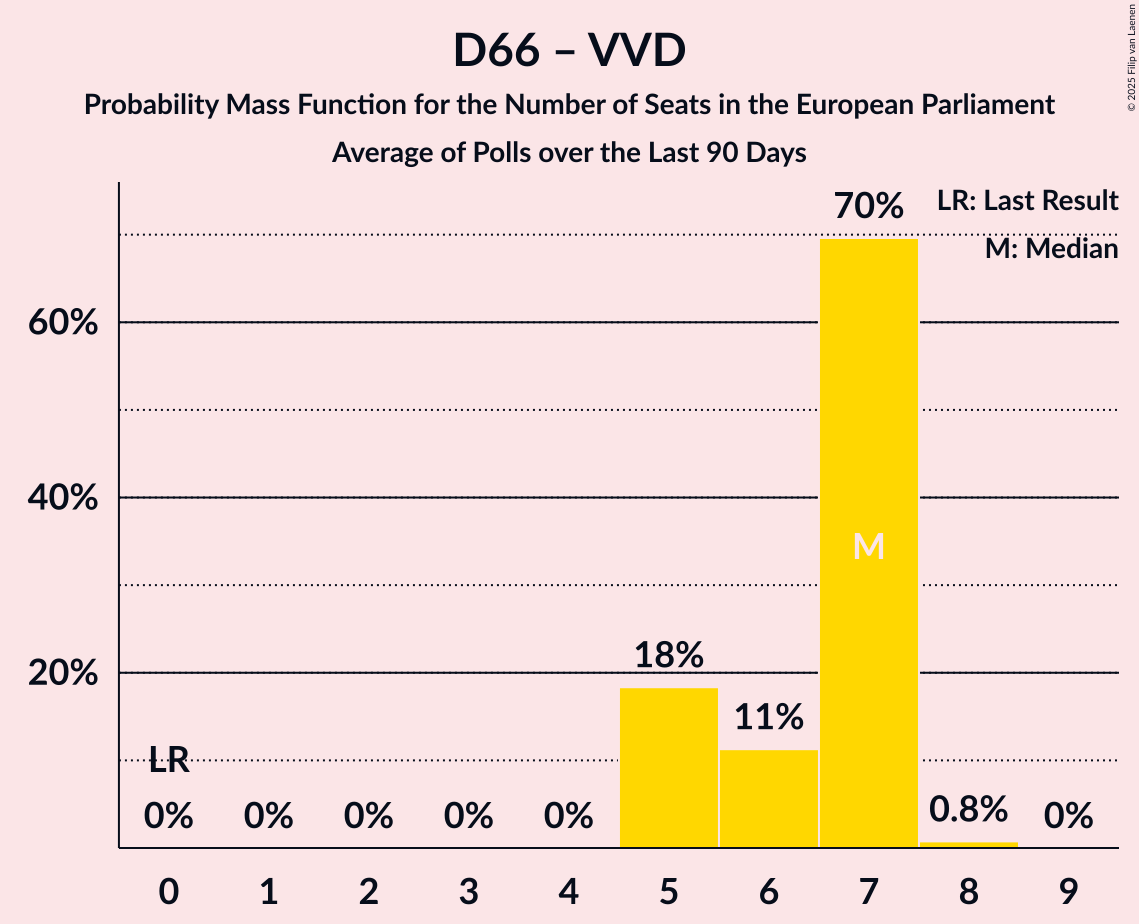 D66 – VVD
Probability Mass Function for the Number of Seats in the European Parliament
Average of Polls over the Last 90 Days
© 2025 Filip van Laenen
LR: Last Result
M: Median
70%
60%
40%
M
20%
18%
11%
LR
0%
0%
0%
0%
0%
0.8%
0%
0
1
2
3
4
5
6
7
8
9